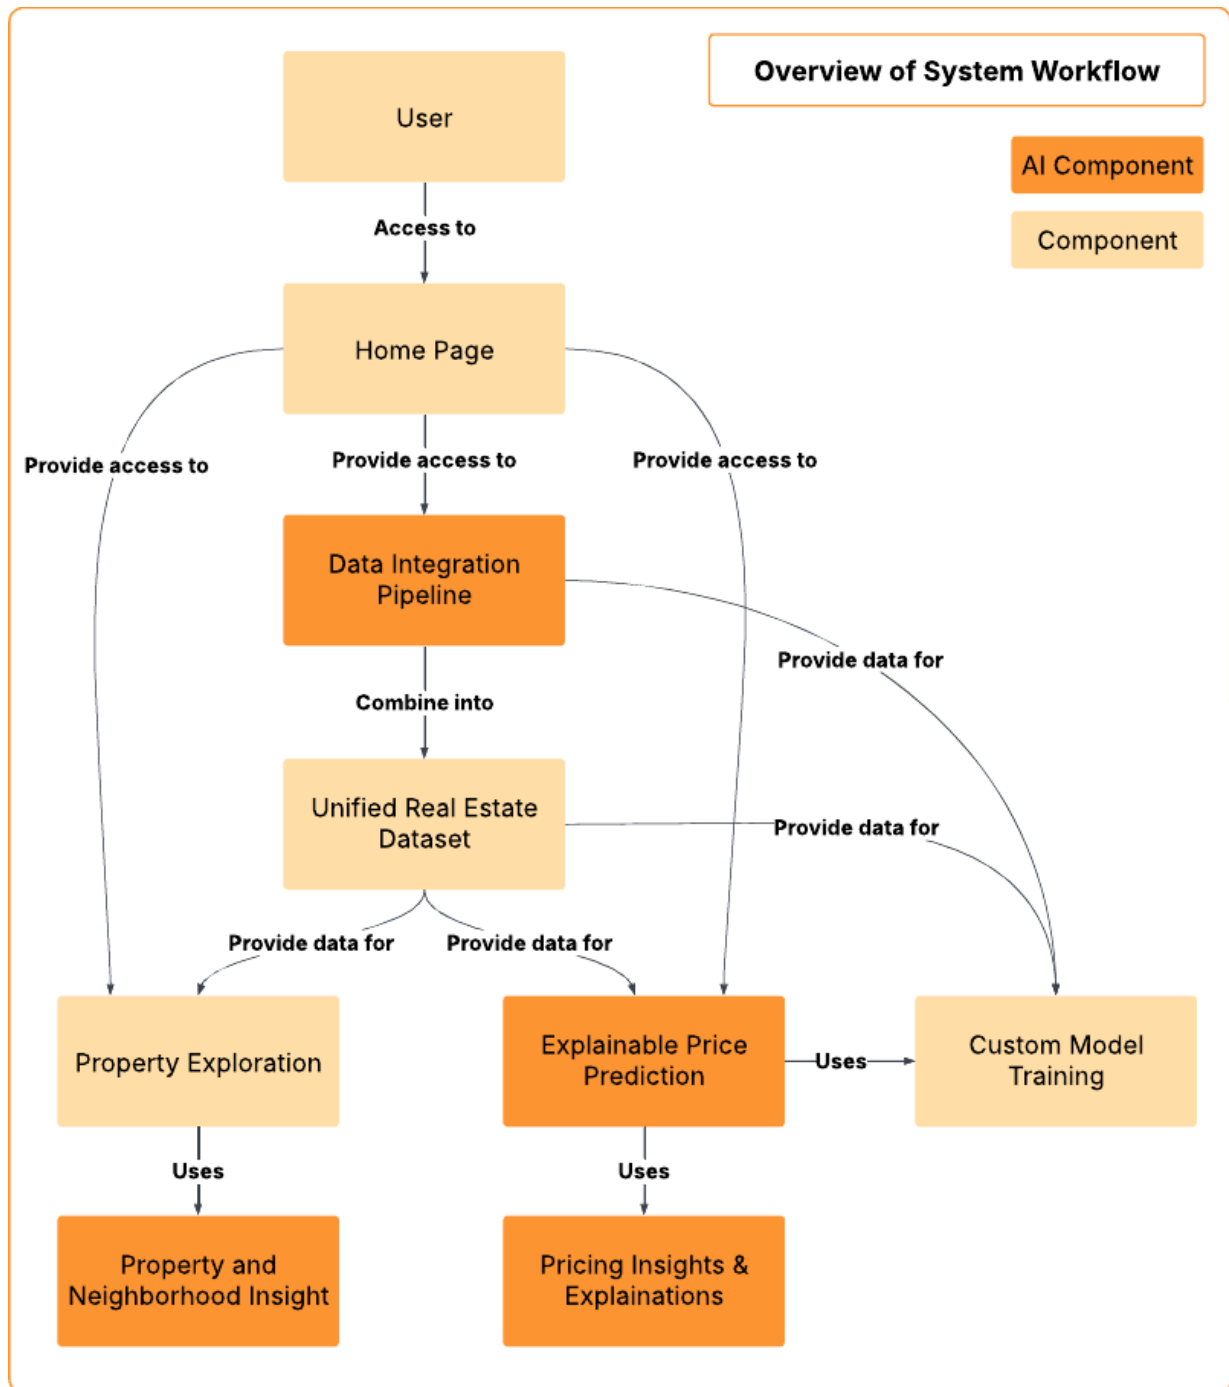 Overview of System Workflow
User
AI Component
Component
Access to
Home Page
Provide access to
Provide access to
Provide access to
Data Integration
Pipeline
Provide data for
Combine into
Unified Real Estate
Dataset
Provide data for
Provide data for
Provide data for
Property Exploration
Explainable Price
Prediction
Uses
Custom Model
Training
Uses
Uses
Property and
Neighborhood Insight
Pricing Insights &
Explainations